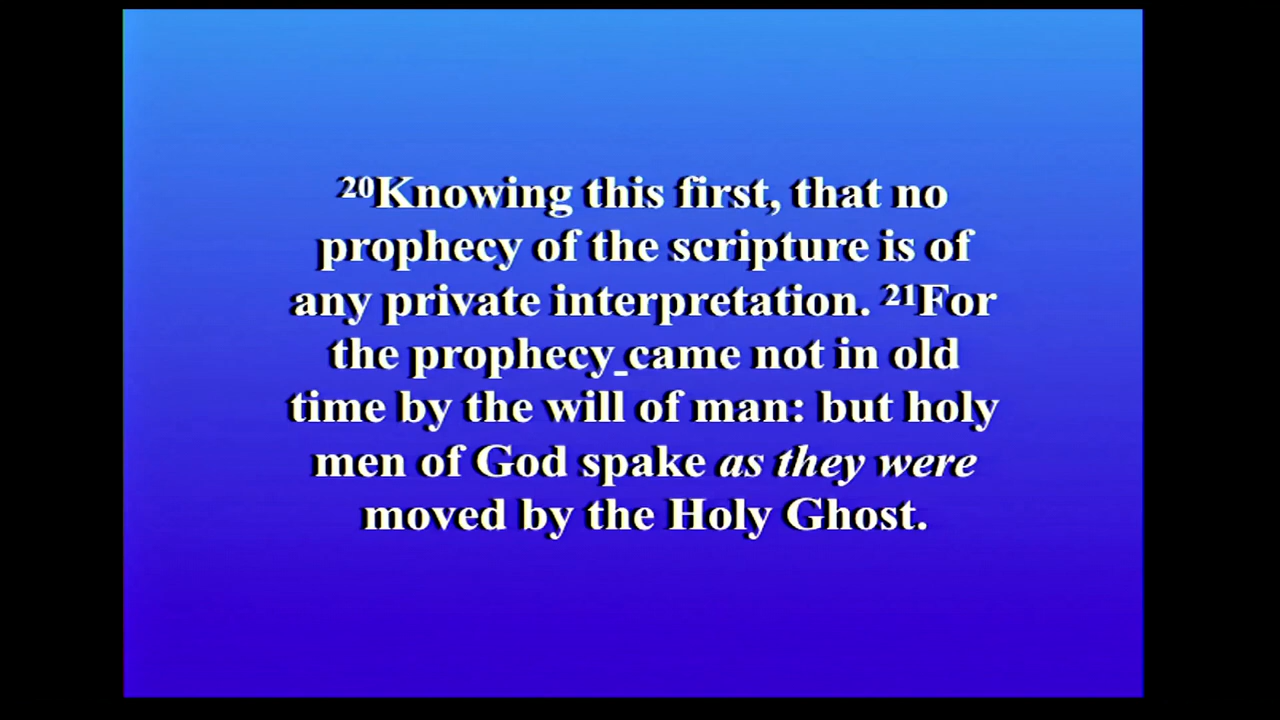 ²⁰Knowing this first, that no
prophecy of the scripture is of
any private interpretation. ²¹For
the prophecy came not in old
time by the will of man: but holy
men of God spake as they were
moved by the Holy Ghost.